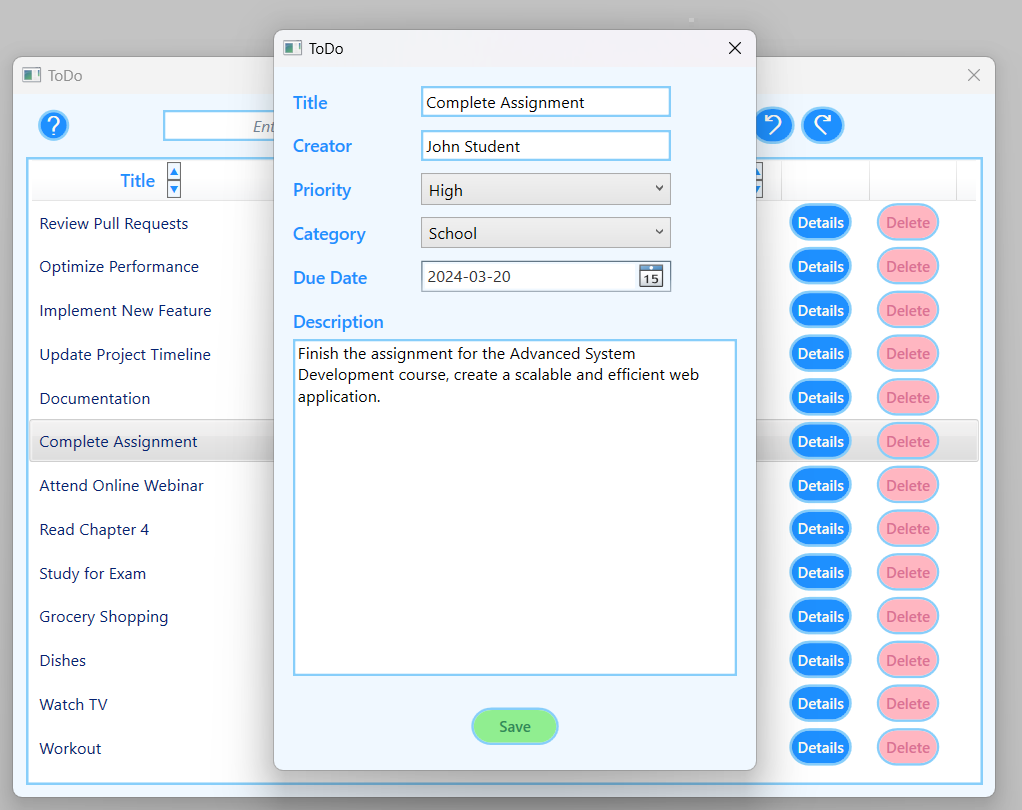 ToDo
ToDo
?
Ent
Title
Review Pull Requests Details Delete
Optimize Performance Details Delete
Implement New Feature Details Delete
Update Project Timeline Details Delete
Documentation Details Delete
Complete Assignment Details Delete
Attend Online Webinar Details Delete
Read Chapter 4 Details Delete
Study for Exam Details Delete
Grocery Shopping Details Delete
Dishes Details Delete
Watch TV Details Delete
Workout Details Delete
Title Complete Assignment
Creator John Student
Priority High
Category School
Due Date 2024-03-20 15
Description
Finish the assignment for the Advanced System
Development course, create a scalable and efficient web
application.
Save